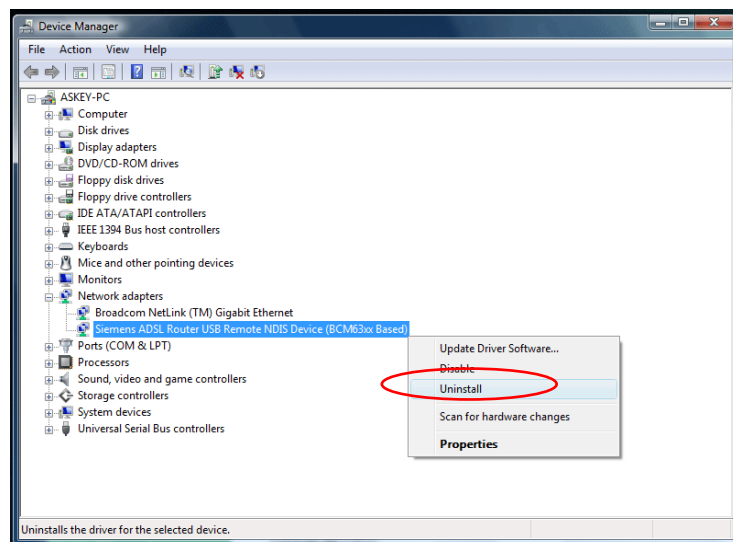 Device Manager
File Action View Help
ASKEY-PC
Computer
Disk drives
Display adapters
DVD/CD-ROM drives
Floppy disk drives
Floppy drive controllers
IDE ATA/ATAPI controllers
IEEE 1394 Bus host controllers
Keyboards
Mice and other pointing devices
Monitors
Network adapters
Broadcom NetLink (TM) Gigabit Ethernet
Siemens ADSL Router USB Remote NDIS Device (BCM63xx Based)
Ports (COM & LPT)
Processors
Sound, video and game controllers
Storage controllers
System devices
Universal Serial Bus controllers
Update Driver Software...
Disable
Uninstall
Scan for hardware changes
Properties
Uninstalls the driver for the selected device.